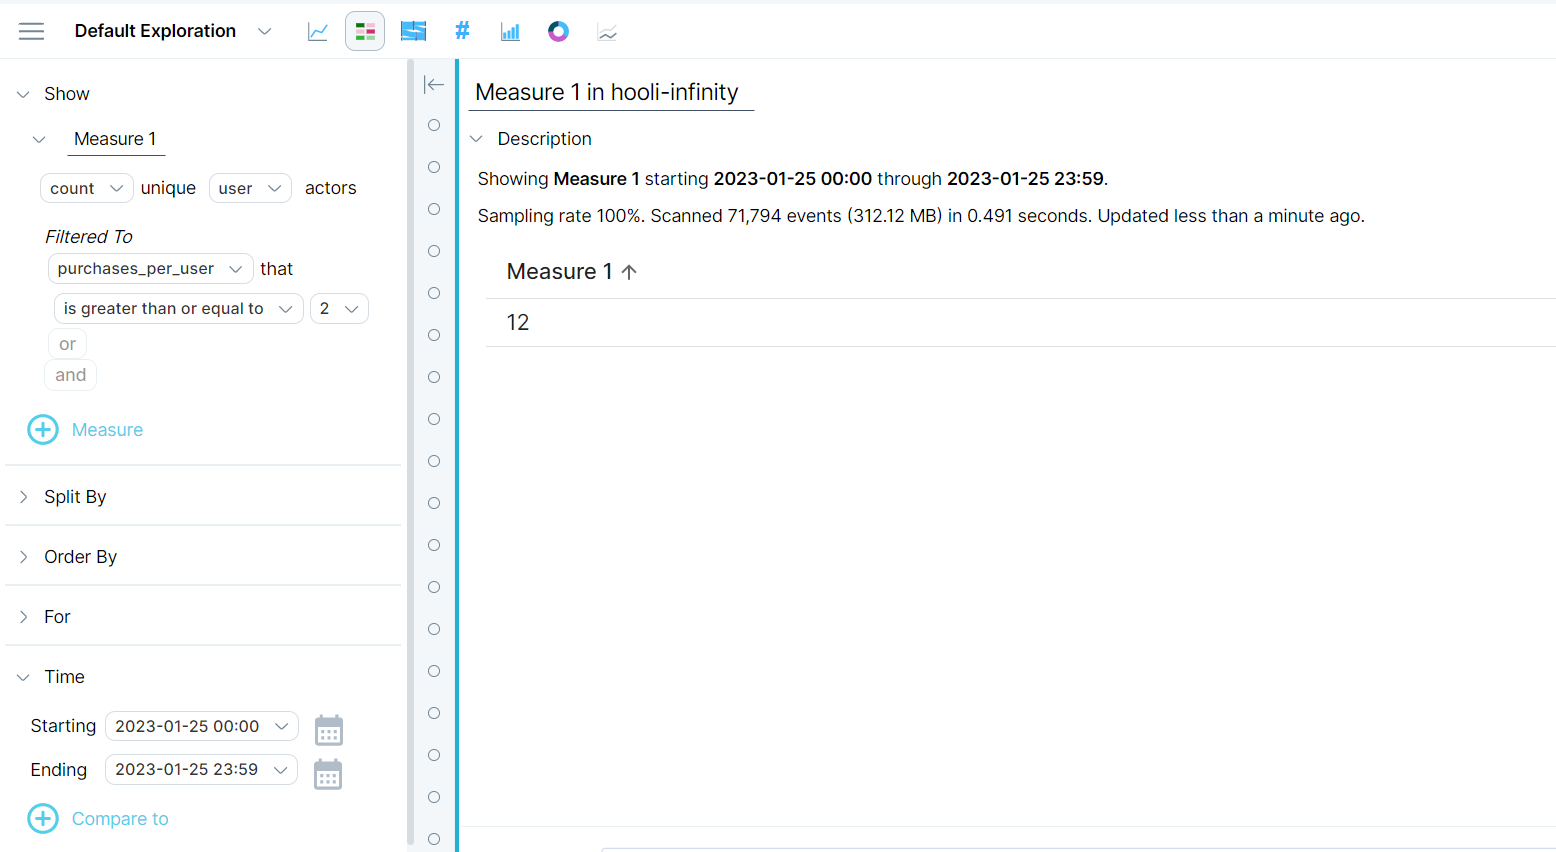 Default Exploration
Show
Measure 1
count unique user actors
Filtered To
purchases_per_user that
is greater than or equal to 2
or
and
Measure
Split By
Order By
For
Time
Starting 2023-01-25 00:00
Ending 2023-01-25 23:59
Compare to
Measure 1 in hooli-infinity
Description
Showing Measure 1 starting 2023-01-25 00:00 through 2023-01-25 23:59.
Sampling rate 100%. Scanned 71,794 events (312.12 MB) in 0.491 seconds. Updated less than a minute ago.
Measure 1
12